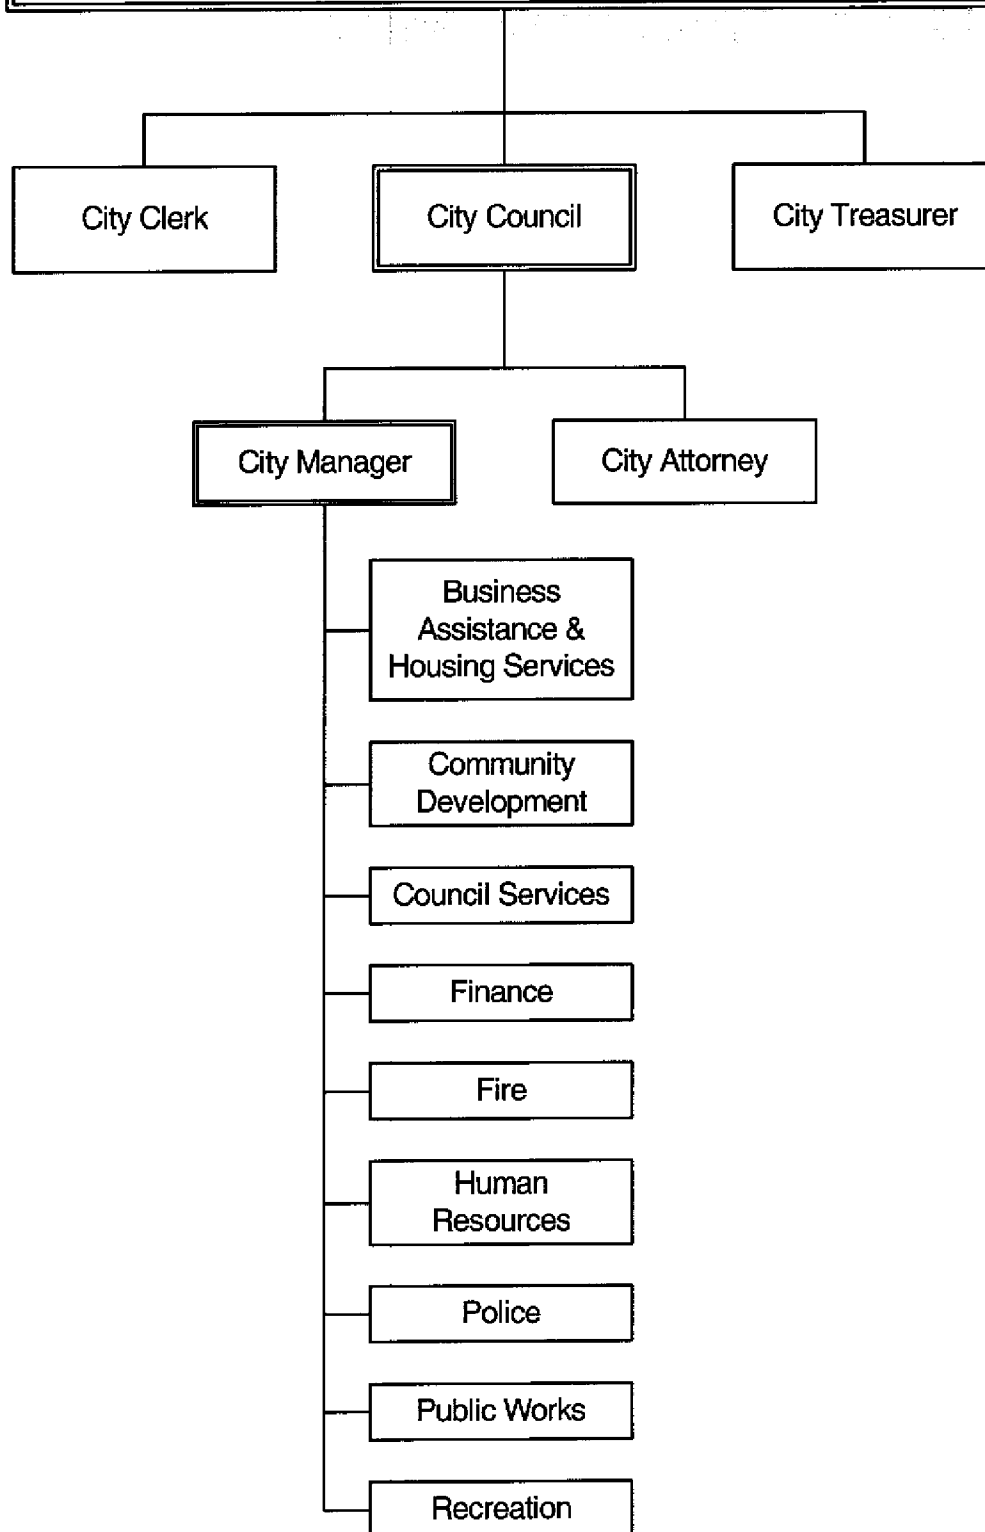 City Clerk
City Council
City Treasurer
City Manager
City Attorney
Business
Assistance &
Housing Services
Community
Development
Council Services
Finance
Fire
Human
Resources
Police
Public Works
Recreation